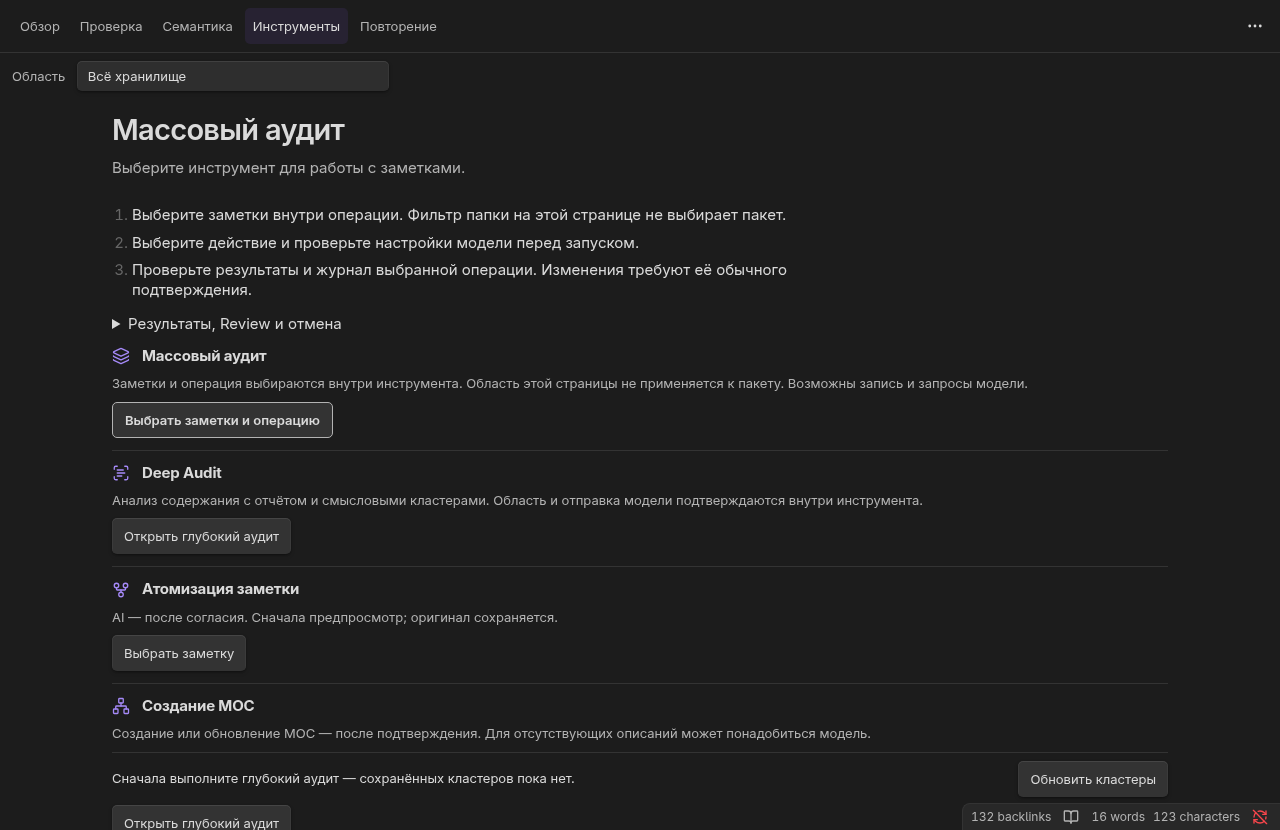 Обзор Проверка Семантика Инструменты Повторение
Область Всё хранилище
Массовый аудит
Выберите инструмент для работы с заметками.
1. Выберите заметки внутри операции. Фильтр папки на этой странице не выбирает пакет.
2. Выберите действие и проверьте настройки модели перед запуском.
3. Проверьте результаты и журнал выбранной операции. Изменения требуют её обычного
подтверждения.
Результаты, Review и отмена
Массовый аудит
Заметки и операция выбираются внутри инструмента. Область этой страницы не применяется к пакету. Возможны запись и запросы модели.
Выбрать заметки и операцию
Deep Audit
Анализ содержания с отчётом и смысловыми кластерами. Область и отправка модели подтверждаются внутри инструмента.
Открыть глубокий аудит
Атомизация заметки
AI — после согласия. Сначала предпросмотр; оригинал сохраняется.
Выбрать заметку
Создание MOC
Создание или обновление MOC — после подтверждения. Для отсутствующих описаний может понадобиться модель.
Сначала выполните глубокий аудит — сохранённых кластеров пока нет.
Обновить кластеры
Открыть глубокий аудит
132 backlinks 16 words 123 characters